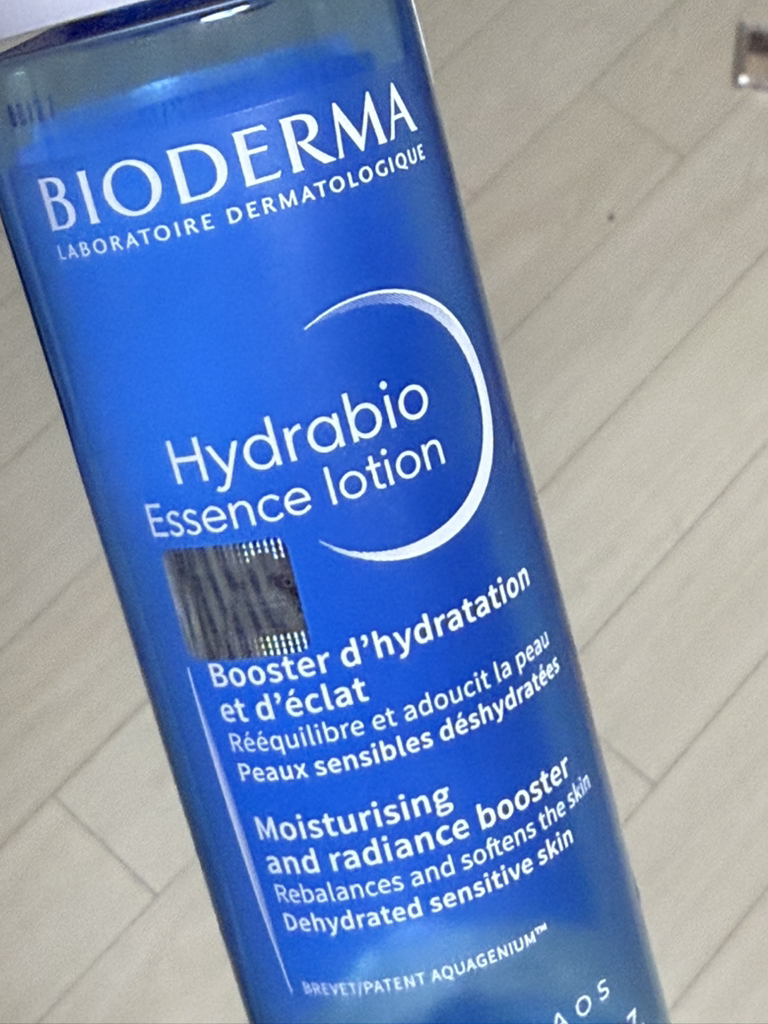 BIODERMA
LABORATOIRE DERMATOLOGIQUE
Hydrabio
Essence lotion
Booster d'hydratation
et d'éclat
Rééquilibre et adoucit la peau
Peaux sensibles déshydratées
Moisturising
and radiance booster
Rebalances and softens the skin
Dehydrated sensitive skin
BREVET/PATENT AQUAGENIUM™